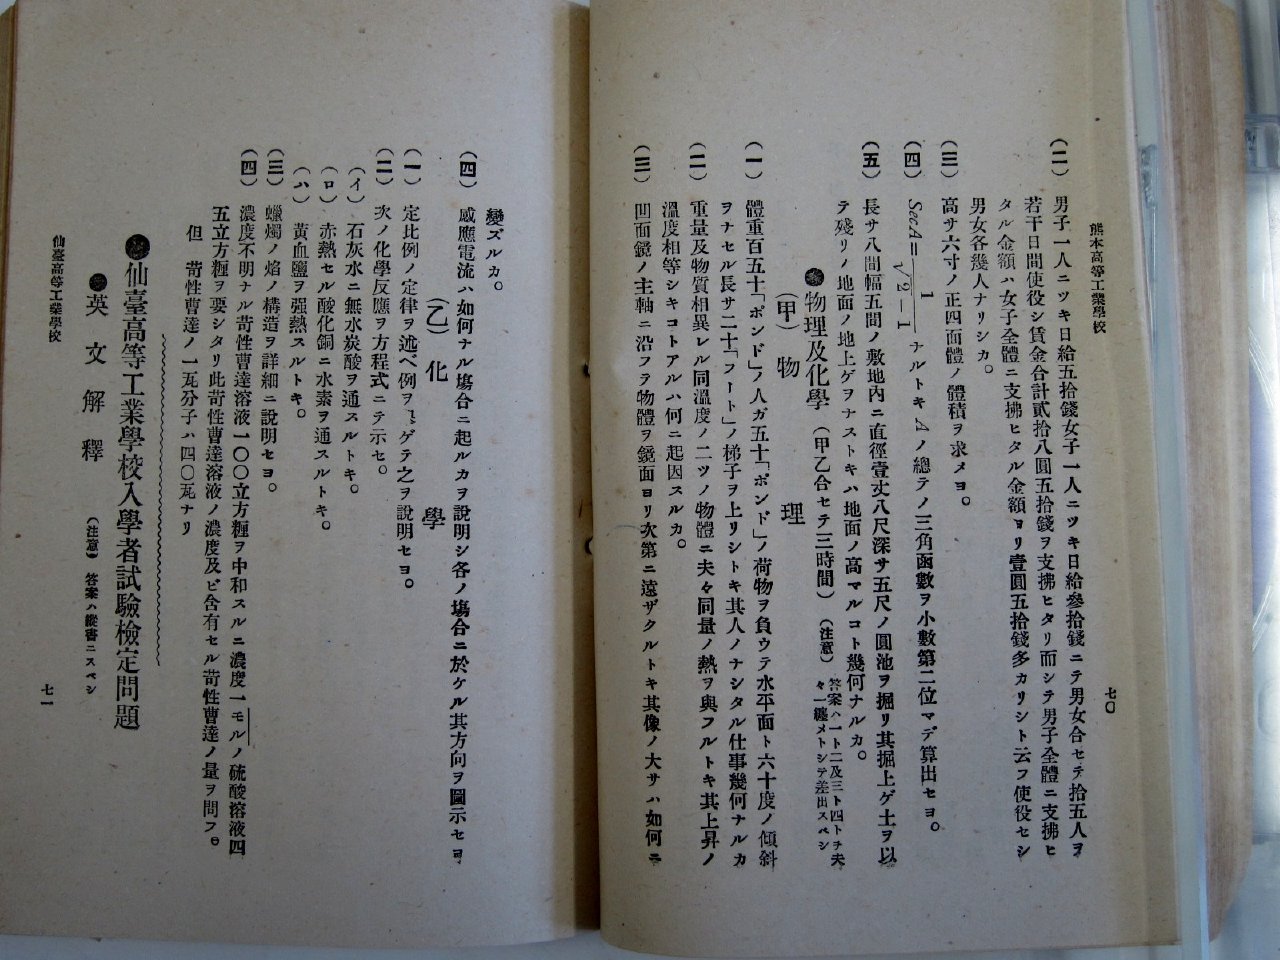 熊本高等工業學校
七〇
(二) 男子一人ニツキ日給五拾錢女子一人ニツキ日給參拾錢ニテ男女合セテ拾五人ヲ
若干日間使役シ賃金合計貳拾八圓五拾錢ヲ支拂ヒタリ而シテ男子全體ニ支拂ヒ
タル金額ハ女子全體ニ支拂ヒタル金額ヨリ壹圓五拾錢多カリシト云フ使役セシ
男女各幾人ナリシカ。
(三) 高サ六寸ノ正四面體ノ體積ヲ求メヨ。
(四) SecA=1/√2−1 ナルトキAノ總テノ三角函數ヲ小數第二位マデ算出セヨ。
(五) 長サ八間幅五間ノ敷地內ニ直徑壹丈八尺深サ五尺ノ圓池ヲ掘リ其掘上ゲ土ヲ以
テ殘リノ地面ノ地上ゲヲナストキハ地面ノ高マルコト幾何ナルカ。
●物理及化學(甲乙合セテ三時間)(注意)答案ハ一ト二及三ト四トヲ夫
々一纏メトシテ差出スベシ
(甲) 物 理
(一) 體重百五十「ポンド」ノ人ガ五十「ポンド」ノ荷物ヲ負ウテ水平面ト六十度ノ傾斜
ヲナセル長サ二十「フート」ノ梯子ヲ上リシトキ其人ノナシタル仕事幾何ナルカ
(二) 重量及物質相異レル同溫度ノ二ツノ物體ニ夫々同量ノ熱ヲ與フルトキ其上昇ノ
溫度相等シキコトアルハ何ニ起因スルカ。
(三) 凹面鏡ノ主軸ニ沿フテ物體ヲ鏡面ヨリ次第ニ遠ザクルトキ其像ノ大サハ如何ニ
變ズルカ。
(四) 感應電流ハ如何ナル塲合ニ起ルカヲ說明シ各ノ塲合ニ於ケル其方向ヲ圖示セヨ。
(乙) 化 學
(一) 定比例ノ定律ヲ述べ例ヲゲテ之ヲ說明セヨ。
(二) 次ノ化學反應ヲ方程式ニテ示セ。
(イ) 石灰水ニ無水炭酸ヲ通スルトキ。
(ロ) 赤熱セル酸化銅ニ水素ヲ通スルトキ。
(ハ) 黃血鹽ヲ强熱スルトキ。
(三) 蠟燭ノ焰ノ構造ヲ詳細ニ說明セヨ。
(四) 濃度不明ナル苛性曹達溶液一〇〇立方糎ヲ中和スルニ濃度一モルノ硫酸溶液四
五立方糎ヲ要シタリ此苛性曹達溶液ノ濃度及ビ含有セル苛性曹達ノ量ヲ問フ。
但 苛性曹達ノ一瓦分子ハ四〇瓦ナリ
●仙臺高等工業學校入學者試驗檢定問題
●英文解釋(注意)答案ハ縱書ニスベシ
仙臺高等工業學校
七一